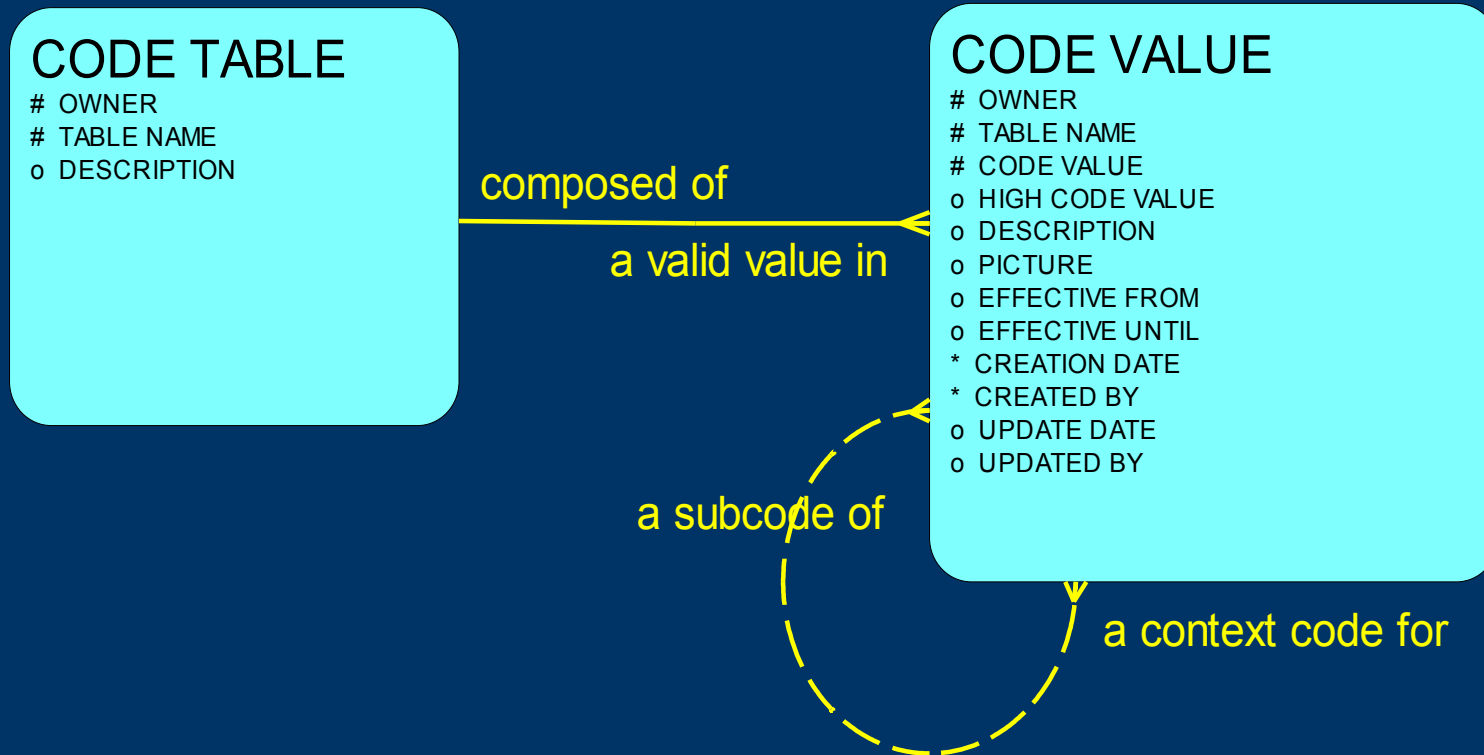 CODE TABLE
# OWNER
# TABLE NAME
o DESCRIPTION
composed of
a valid value in
CODE VALUE
# OWNER
# TABLE NAME
# CODE VALUE
o HIGH CODE VALUE
o DESCRIPTION
o PICTURE
o EFFECTIVE FROM
o EFFECTIVE UNTIL
* CREATION DATE
* CREATED BY
o UPDATE DATE
o UPDATED BY
a subcode of
a context code for